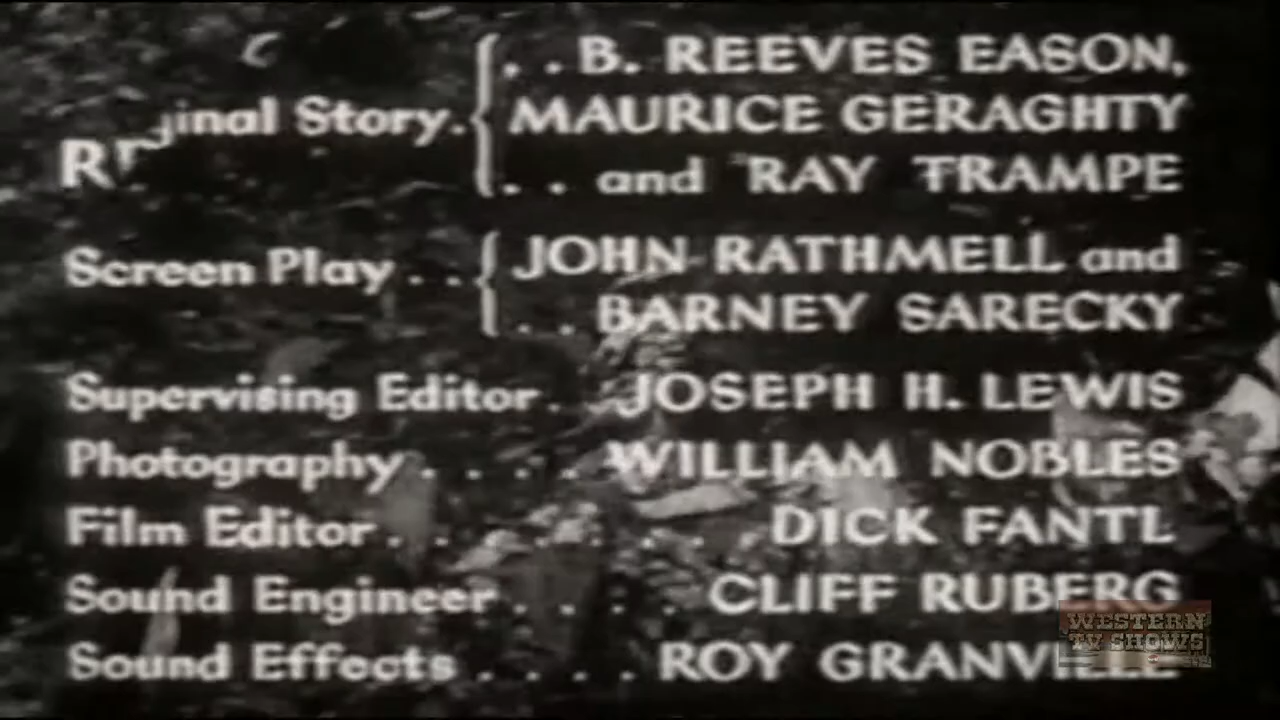 . . B. REEVES EASON,
ginal Story. MAURICE GERAGHTY
. . and RAY TRAMPE
Screen Play . . JOHN RATHMELL and
. . BARNEY SARECKY
Supervising Editor. . JOSEPH H. LEWIS
Photography . . . . WILLIAM NOBLES
Film Editor . . . . . . DICK FANTL
Sound Engineer . . . . CLIFF RUBERG
Sound Effects . . . . ROY GRANVILLE
WESTERN
TV SHOWS